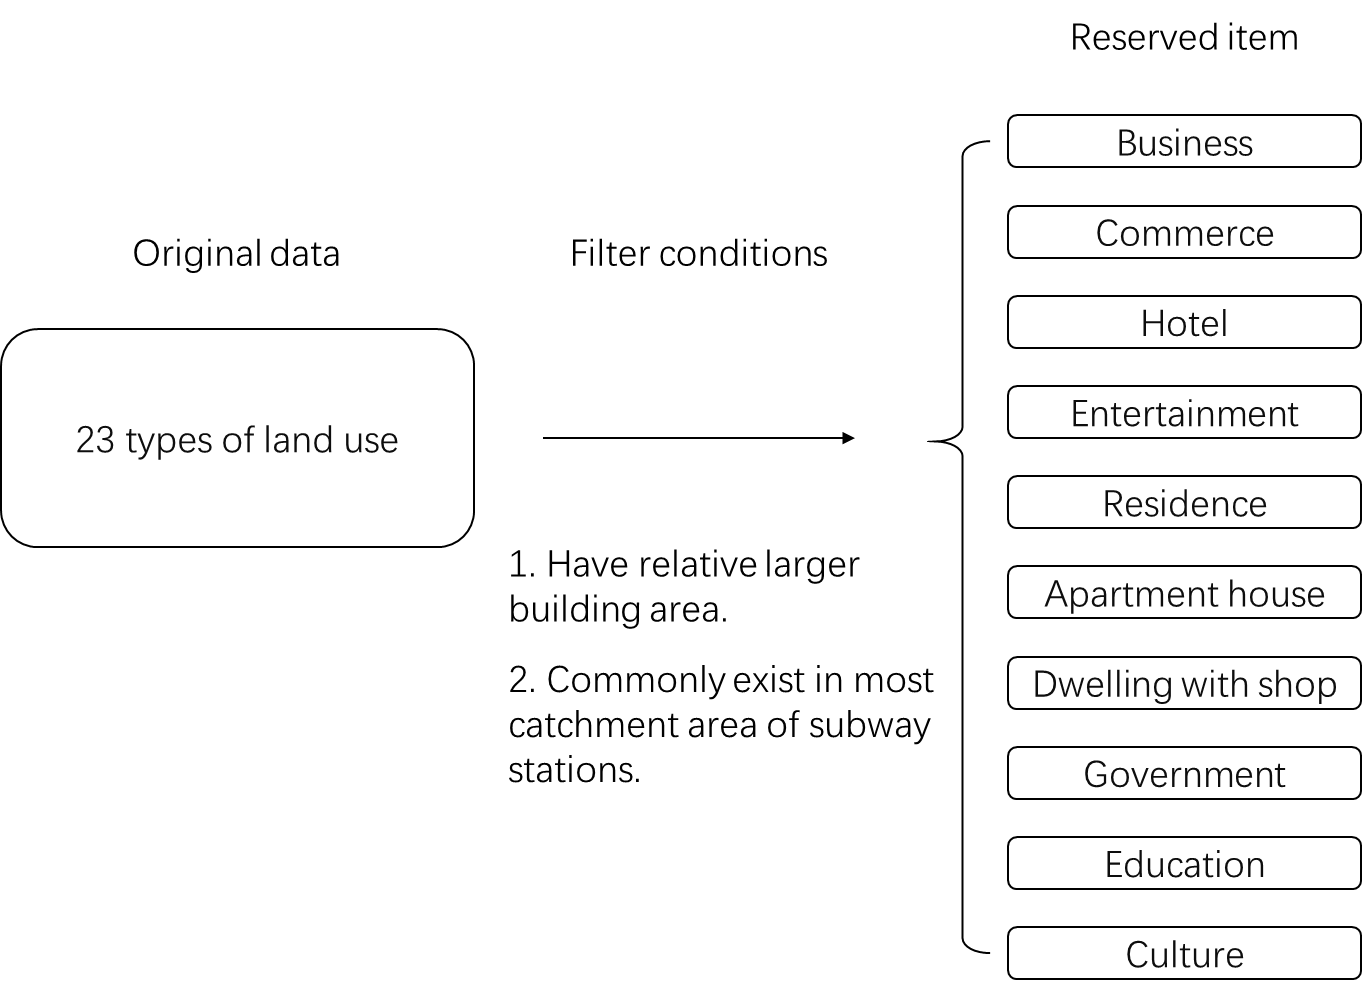 Reserved item
Original data
Filter conditions
23 types of land use
1. Have relative larger
building area.
2. Commonly exist in most
catchment area of subway
stations.
Business
Commerce
Hotel
Entertainment
Residence
Apartment house
Dwelling with shop
Government
Education
Culture